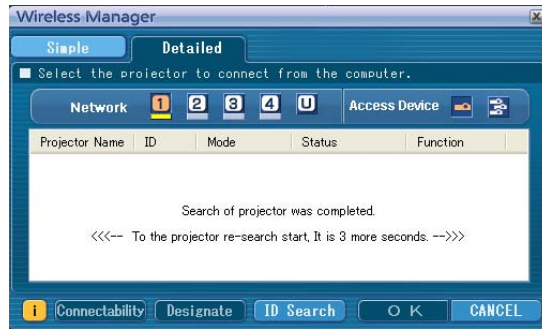 Wireless Manager
Simple Detailed
Select the projector to connect from the computer.
Network 1 2 3 4 U Access Device
Projector Name ID Mode Status Function
Search of projector was completed.
<<<-- To the projector re-search start, It is 3 more seconds. -->>>
i Connectability Designate ID Search OK CANCEL